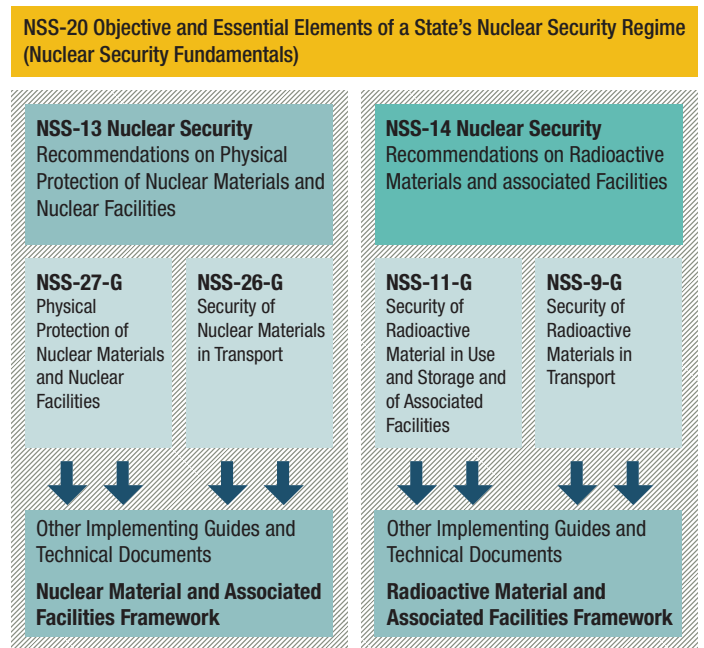 NSS-20 Objective and Essential Elements of a State’s Nuclear Security Regime
(Nuclear Security Fundamentals)
NSS-13 Nuclear Security
Recommendations on Physical
Protection of Nuclear Materials and
Nuclear Facilities
NSS-14 Nuclear Security
Recommendations on Radioactive
Materials and associated Facilities
NSS-27-G
Physical
Protection of
Nuclear Materials
and Nuclear
Facilities
NSS-26-G
Security of
Nuclear Materials
in Transport
NSS-11-G
Security of
Radioactive
Material in Use
and Storage and
of Associated
Facilities
NSS-9-G
Security of
Radioactive
Materials in
Transport
Other Implementing Guides and
Technical Documents
Nuclear Material and Associated
Facilities Framework
Other Implementing Guides and
Technical Documents
Radioactive Material and
Associated Facilities Framework